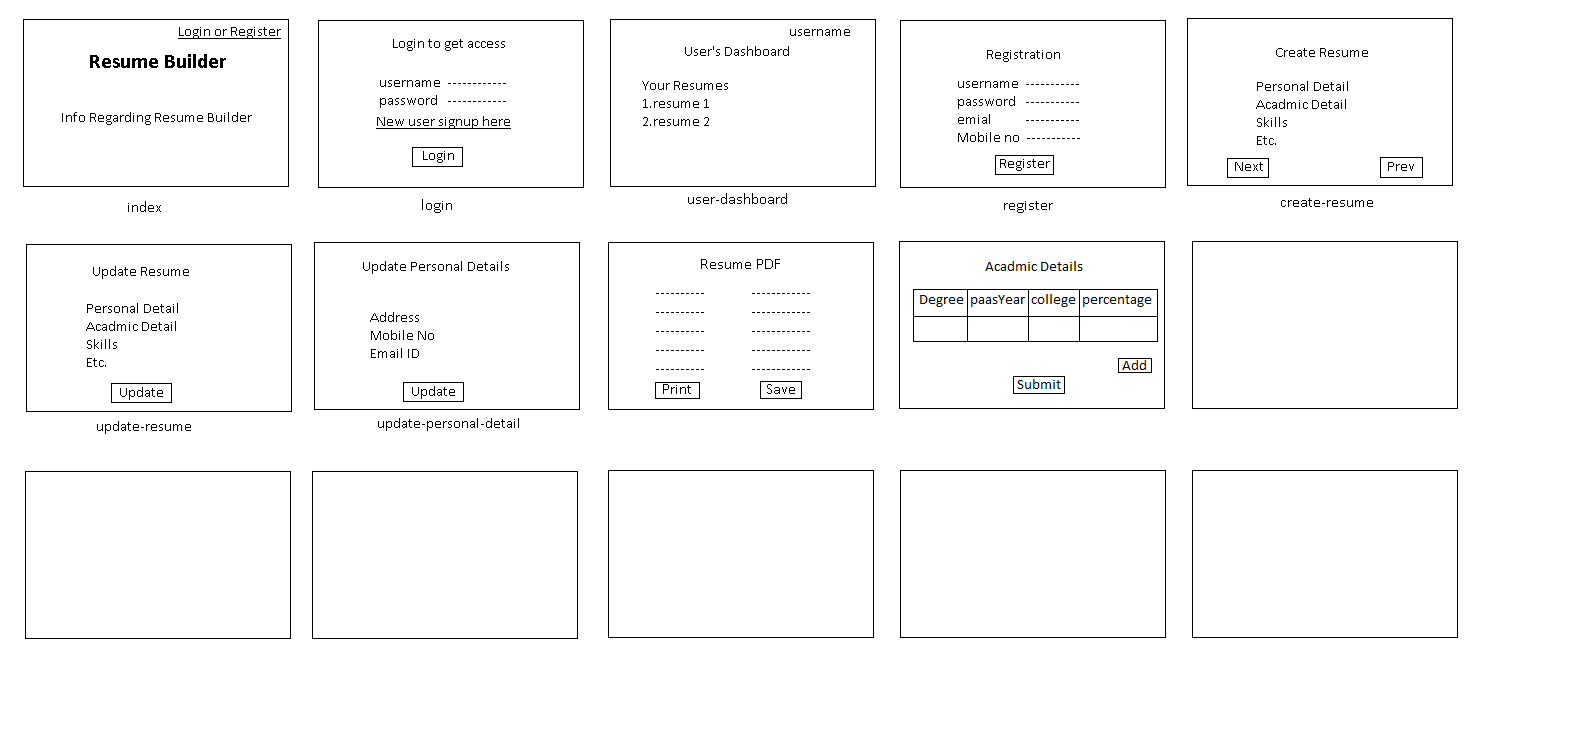 Login or Register
Resume Builder
Info Regarding Resume Builder
index
Login to get access
username ------------
password ------------
New user signup here
Login
login
username
User's Dashboard
Your Resumes
1.resume 1
2.resume 2
user-dashboard
Registration
username -----------
password -----------
emial -----------
Mobile no -----------
Register
register
Create Resume
Personal Detail
Acadmic Detail
Skills
Etc.
Next Prev
create-resume
Update Resume
Personal Detail
Acadmic Detail
Skills
Etc.
Update
update-resume
Update Personal Details
Address
Mobile No
Email ID
Update
update-personal-detail
Resume PDF
---------- ------------
---------- ------------
---------- ------------
---------- ------------
---------- ------------
Print Save
Acadmic Details
Degree paasYear college percentage
Add
Submit